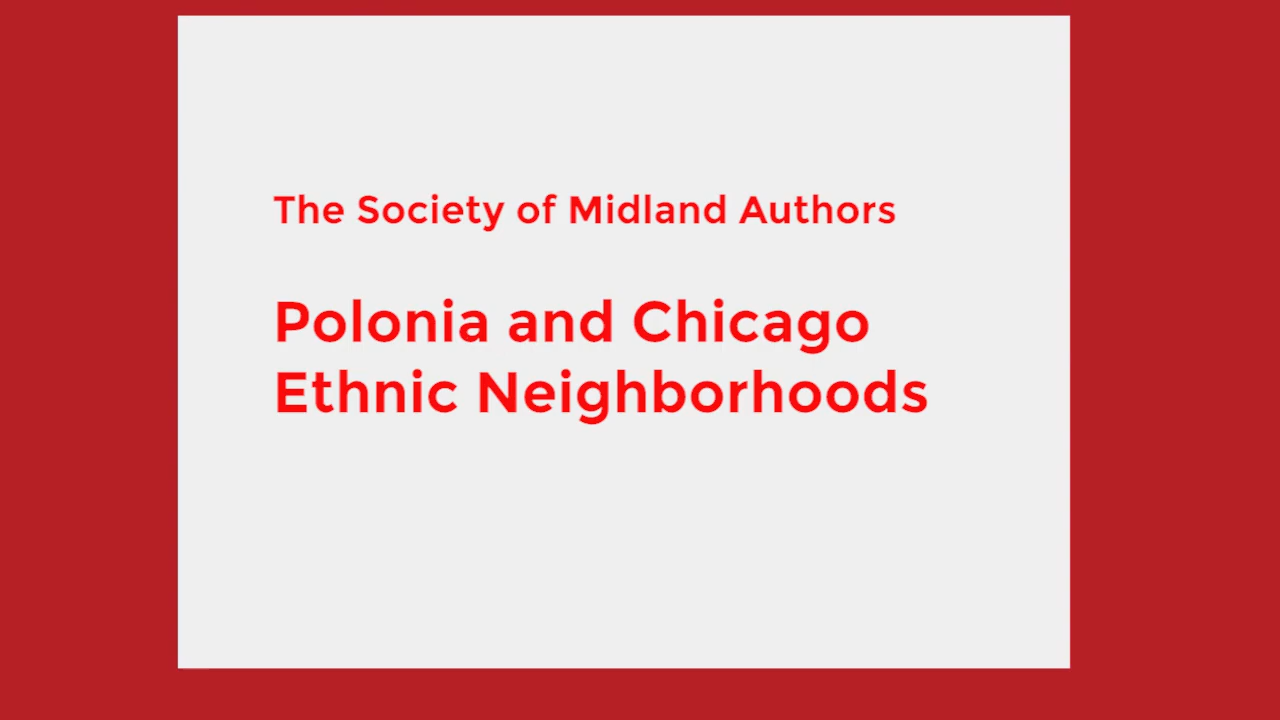 The Society of Midland Authors
Polonia and Chicago
Ethnic Neighborhoods